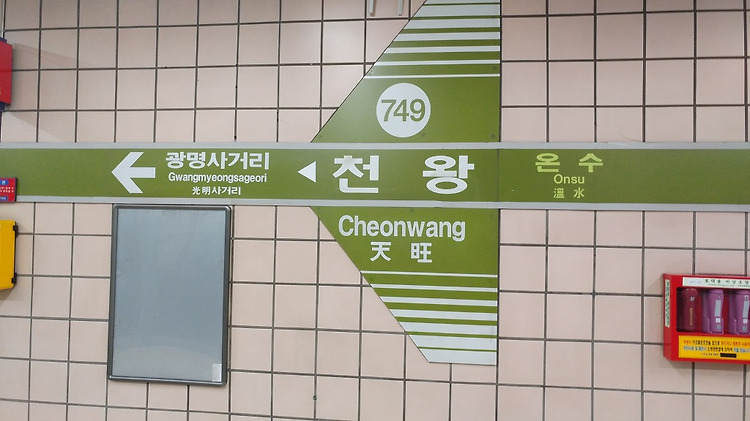 749
광명사거리
Gwangmyeongsageori
光明사거리
천왕
Cheonwang
天旺
온수
Onsu
溫水